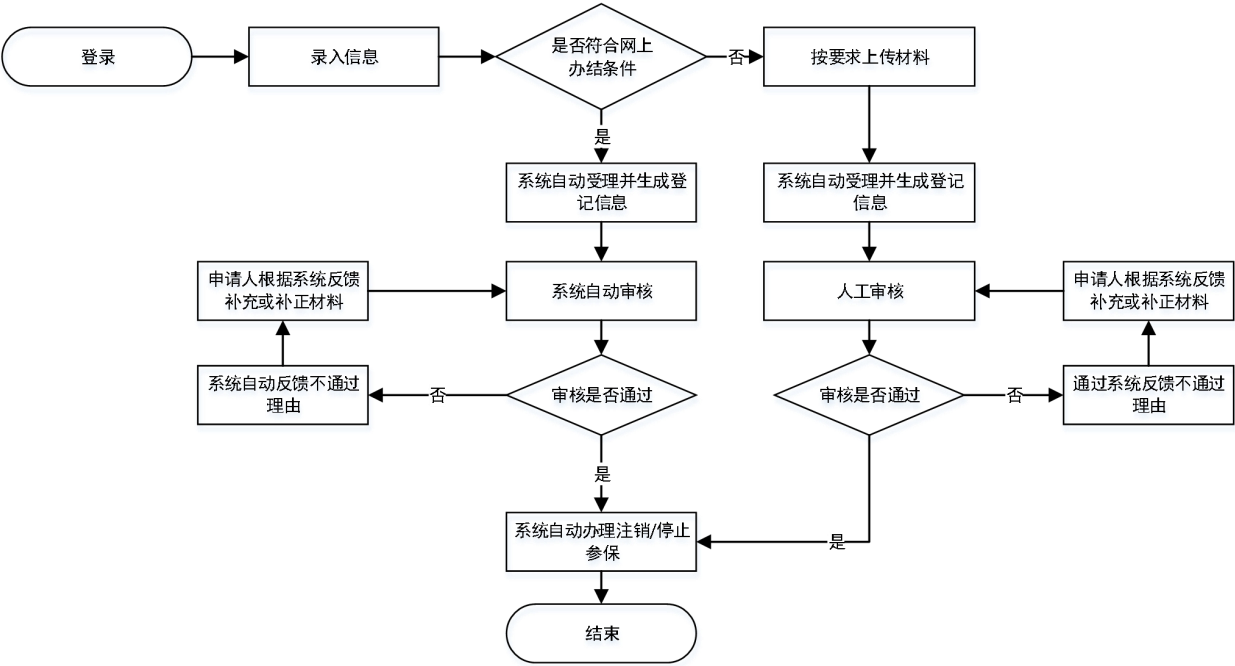 登录
录入信息
是否符合网上
办结条件
否
按要求上传材料
是
系统自动受理并生成登
记信息
系统自动受理并生成登记
信息
申请人根据系统反馈
补充或补正材料
系统自动审核
人工审核
申请人根据系统反馈
补充或补正材料
系统自动反馈不通过
理由
否
审核是否通过
审核是否通过
否
通过系统反馈不通过
理由
是
系统自动办理注销/停止
参保
是
结束